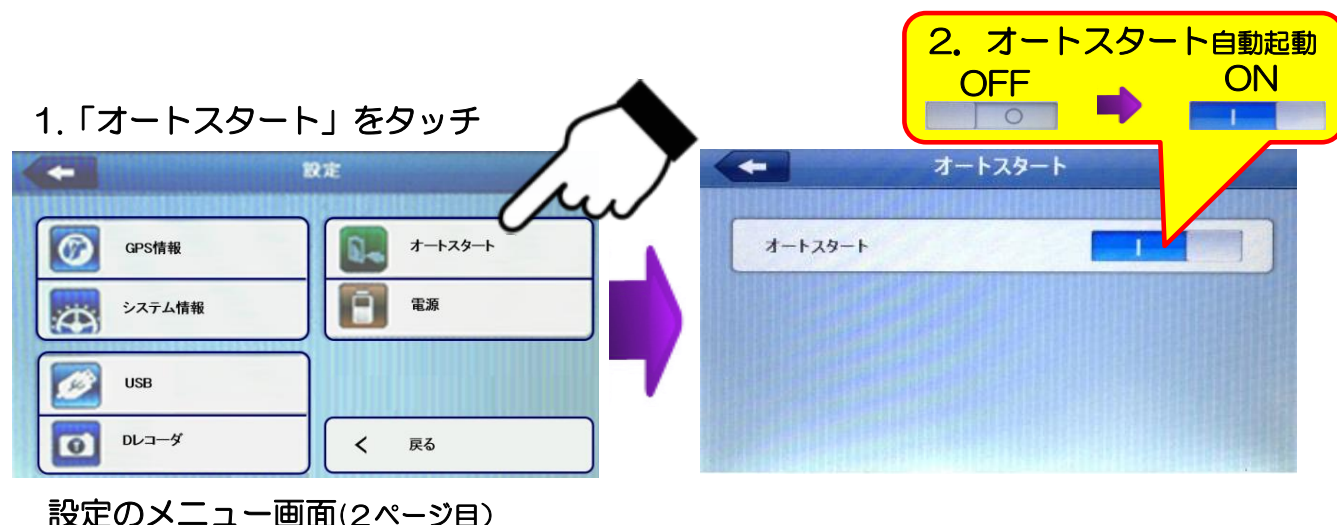 2. オートスタート自動起動
OFF ON
1.「オートスタート」をタッチ
設定
GPS情報
システム情報
USB
Dレコーダ
オートスタート
電源
< 戻る
オートスタート
オートスタート
設定のメニュー画面(2ページ目)